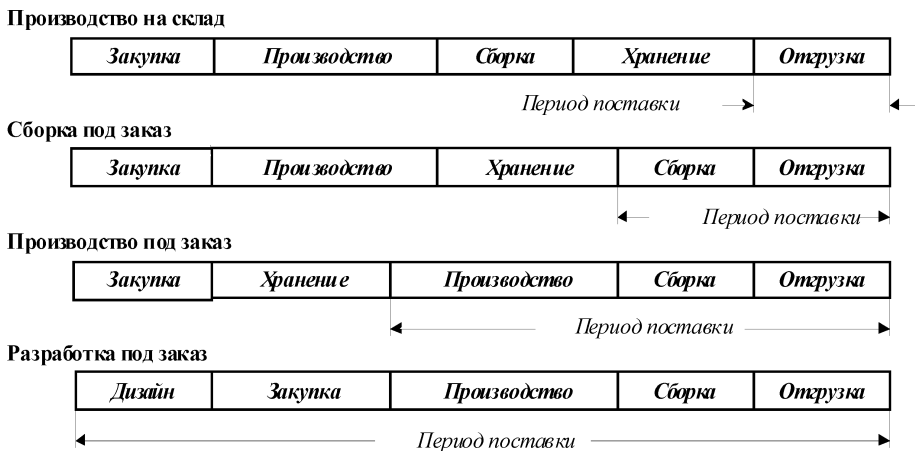 Производство на склад
Закупка Производство Сборка Хранение Отгрузка
Период поставки
Сборка под заказ
Закупка Производство Хранение Сборка Отгрузка
Период поставки
Производство под заказ
Закупка Хранение Производство Сборка Отгрузка
Период поставки
Разработка под заказ
Дизайн Закупка Производство Сборка Отгрузка
Период поставки